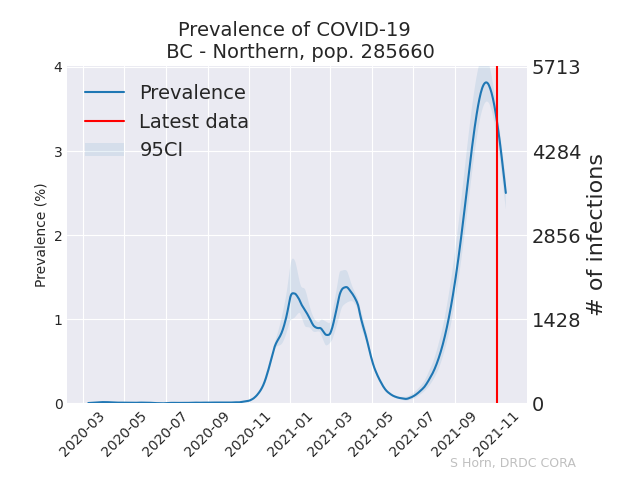 Prevalence of COVID-19
BC - Northern, pop. 285660
4
3
2
1
0
Prevalence (%)
Prevalence
Latest data
95CI
5713
4284
2856
1428
0
# of infections
2020-03
2020-05
2020-07
2020-09
2020-11
2021-01
2021-03
2021-05
2021-07
2021-09
2021-11
S Horn, DRDC CORA